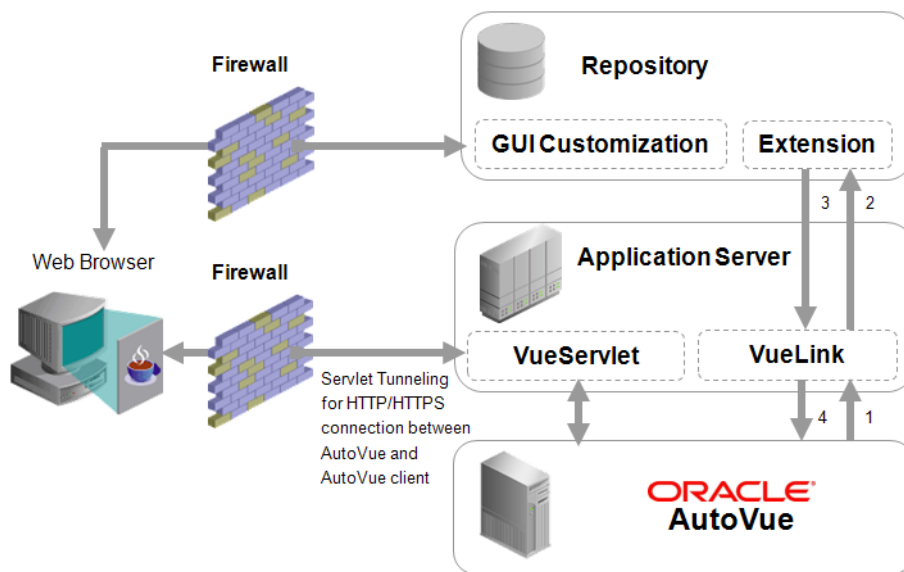 Firewall
Repository
GUI Customization
Extension
3
2
Web Browser
Firewall
Application Server
VueServlet
VueLink
Servlet Tunneling
for HTTP/HTTPS
connection between
AutoVue and
AutoVue client
4
1
ORACLE®
AutoVue